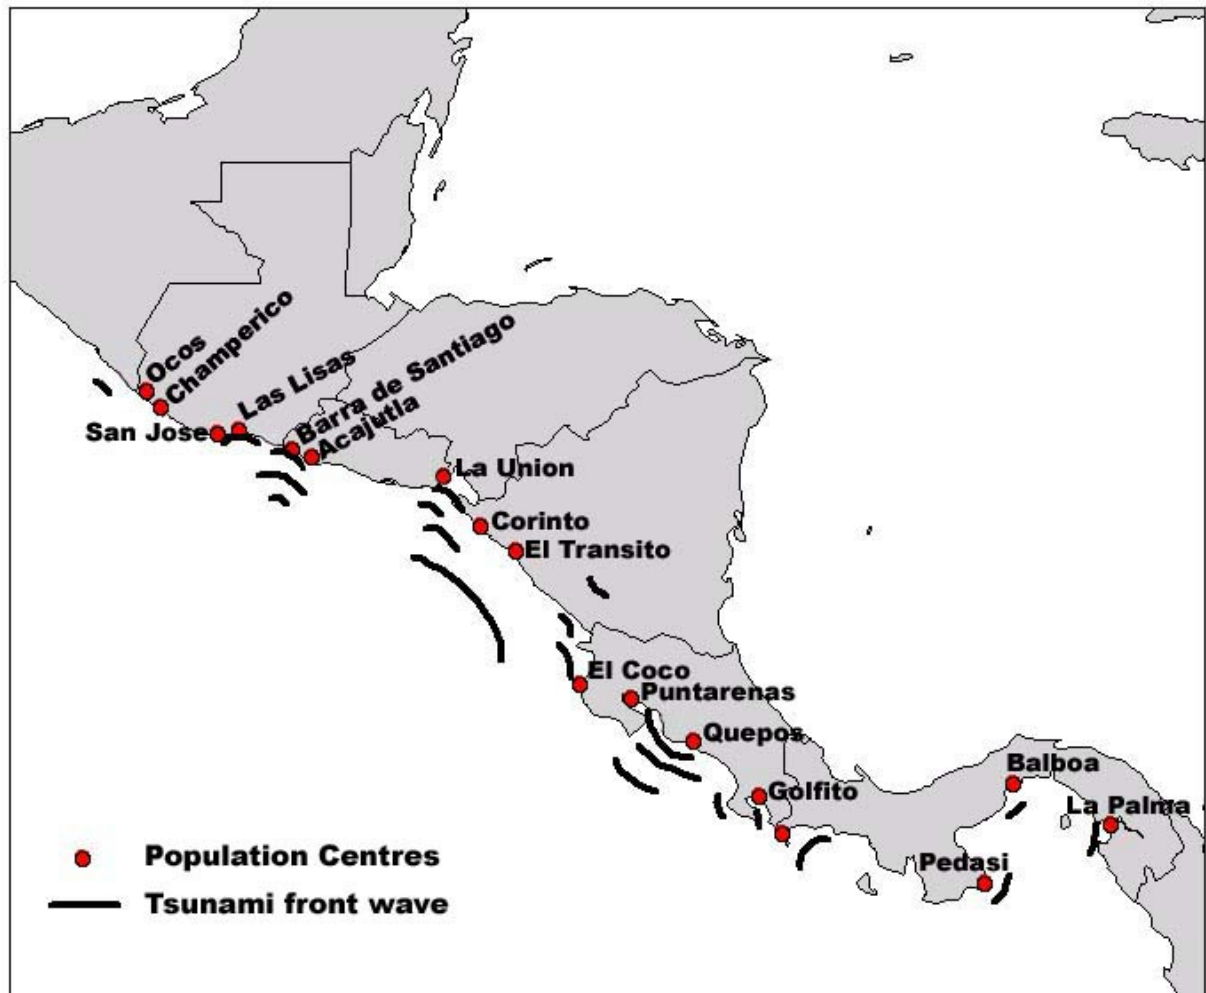 Ocos
Champerico
Las Lisas
San Jose
Barra de Santiago
Acajutla
La Union
Corinto
El Transito
El Coco
Puntarenas
Quepos
Golfito
Balboa
La Palma
Pedasi
Population Centres
Tsunami front wave